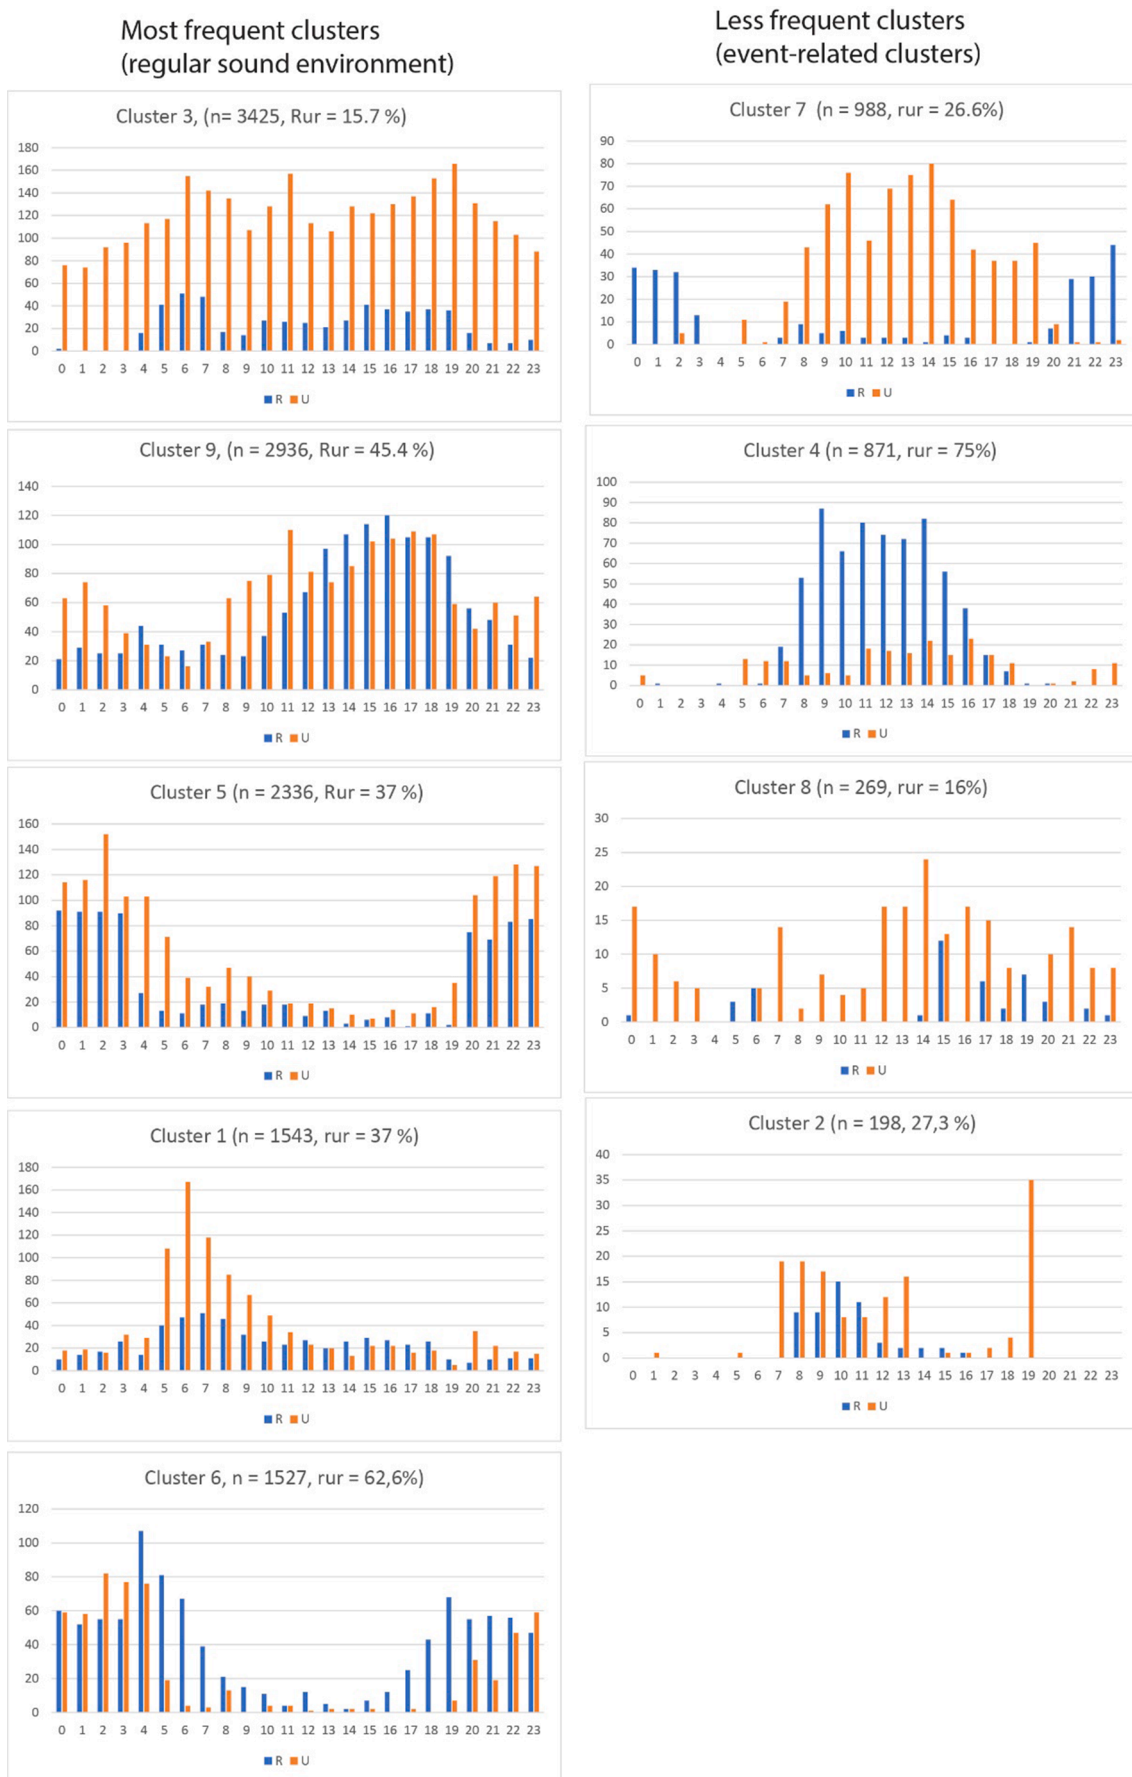 Most frequent clusters
(regular sound environment)
Cluster 3, (n= 3425, Rur = 15.7 %)
180
160
140
120
100
80
60
40
20
0
0 1 2 3 4 5 6 7 8 9 10 11 12 13 14 15 16 17 18 19 20 21 22 23
R U
Cluster 9, (n = 2936, Rur = 45.4 %)
140
120
100
80
60
40
20
0
0 1 2 3 4 5 6 7 8 9 10 11 12 13 14 15 16 17 18 19 20 21 22 23
R U
Cluster 5 (n = 2336, Rur = 37 %)
160
140
120
100
80
60
40
20
0
0 1 2 3 4 5 6 7 8 9 10 11 12 13 14 15 16 17 18 19 20 21 22 23
R U
Cluster 1 (n = 1543, rur = 37 %)
180
160
140
120
100
80
60
40
20
0
0 1 2 3 4 5 6 7 8 9 10 11 12 13 14 15 16 17 18 19 20 21 22 23
R U
Cluster 6, n = 1527, rur = 62,6%)
120
100
80
60
40
20
0
0 1 2 3 4 5 6 7 8 9 10 11 12 13 14 15 16 17 18 19 20 21 22 23
R U
Less frequent clusters
(event-related clusters)
Cluster 7 (n = 988, rur = 26.6%)
90
80
70
60
50
40
30
20
10
0
0 1 2 3 4 5 6 7 8 9 10 11 12 13 14 15 16 17 18 19 20 21 22 23
R U
Cluster 4 (n = 871, rur = 75%)
100
90
80
70
60
50
40
30
20
10
0
0 1 2 3 4 5 6 7 8 9 10 11 12 13 14 15 16 17 18 19 20 21 22 23
R U
Cluster 8 (n = 269, rur = 16%)
30
25
20
15
10
5
0
0 1 2 3 4 5 6 7 8 9 10 11 12 13 14 15 16 17 18 19 20 21 22 23
R U
Cluster 2 (n = 198, 27,3 %)
40
35
30
25
20
15
10
5
0
0 1 2 3 4 5 6 7 8 9 10 11 12 13 14 15 16 17 18 19 20 21 22 23
R U